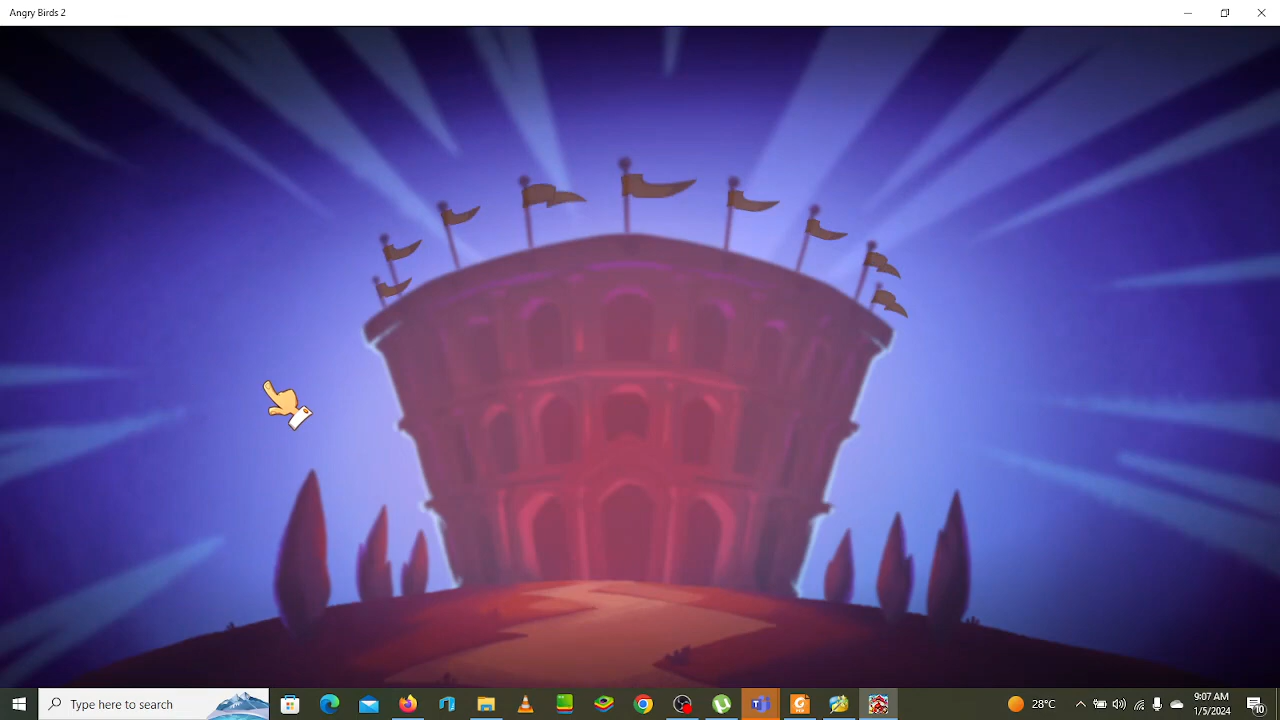 Angry Birds 2
Type here to search
28°C
9:07 AM
1/5/2024
10